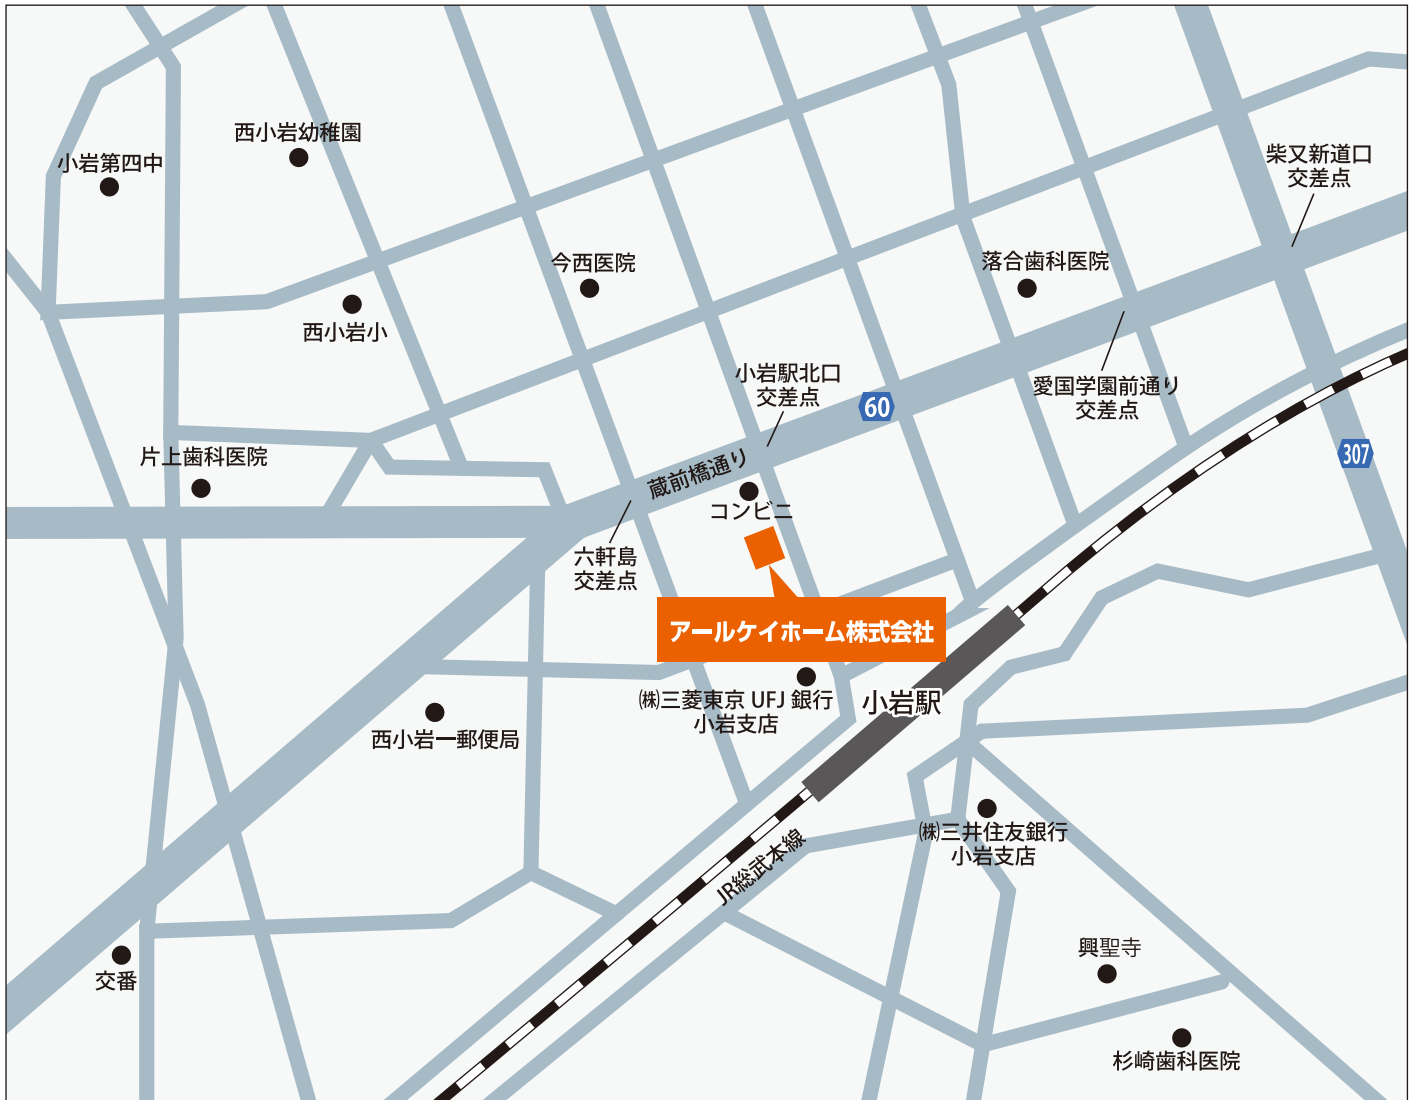 西小岩幼稚園
小岩第四中
柴又新道口
交差点
今西医院
落合歯科医院
西小岩小
小岩駅北口
交差点
60
愛国学園前通り
交差点
片上歯科医院
307
蔵前橋通り
コンビニ
六軒島
交差点
アールケイホーム株式会社
㈱三菱東京 UFJ 銀行
小岩支店
小岩駅
西小岩一郵便局
㈱三井住友銀行
小岩支店
JR総武本線
興聖寺
交番
杉崎歯科医院